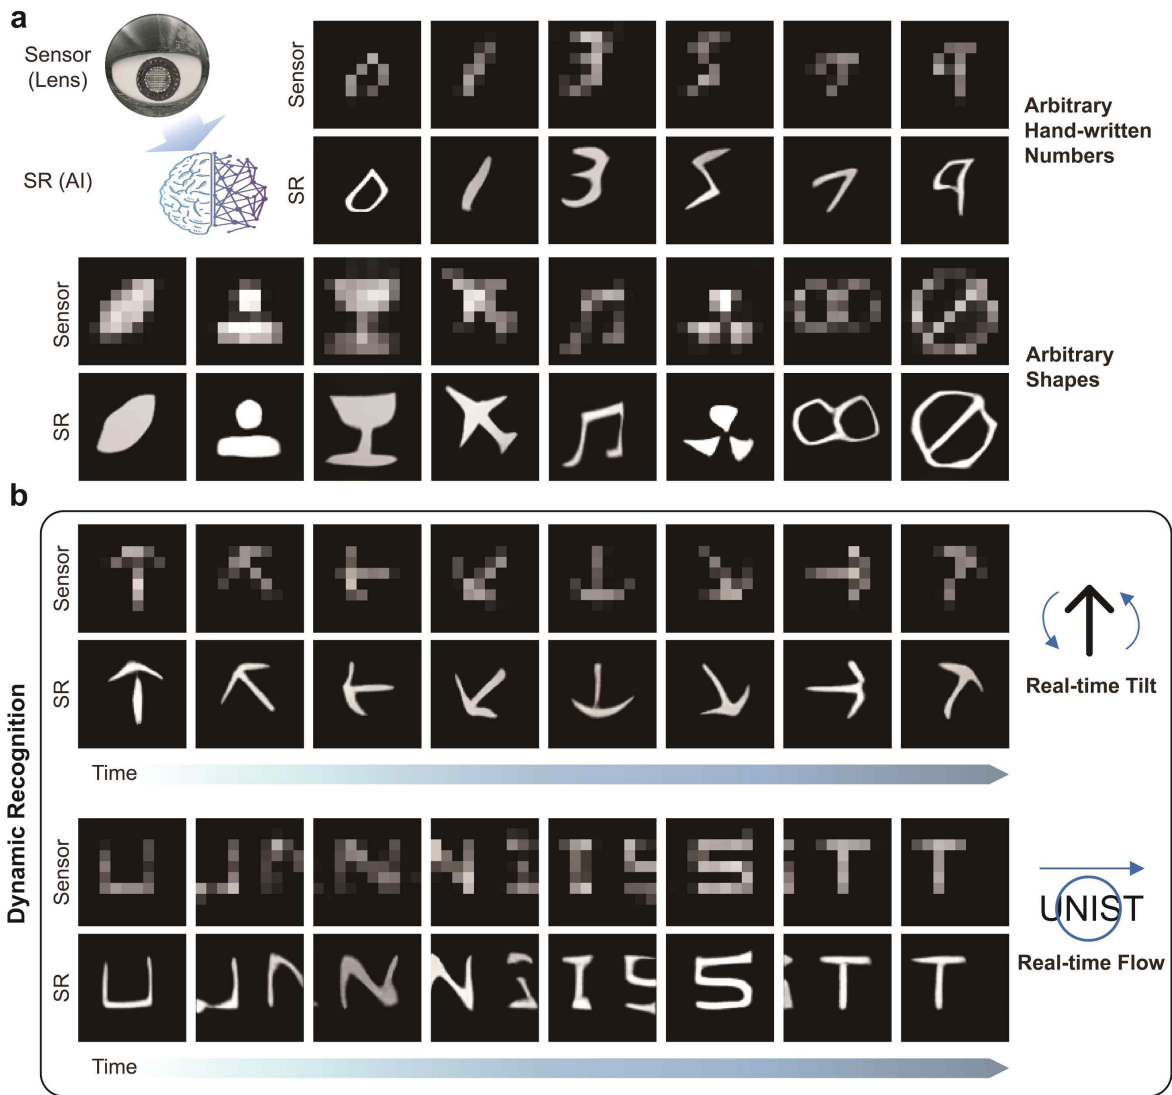 a
Sensor
(Lens)
SR (AI)
Sensor
SR
Arbitrary
Hand-written
Numbers
Sensor
SR
Arbitrary
Shapes
b
Dynamic Recognition
Sensor
SR
Real-time Tilt
Time
Sensor
SR
UNIST
Real-time Flow
Time